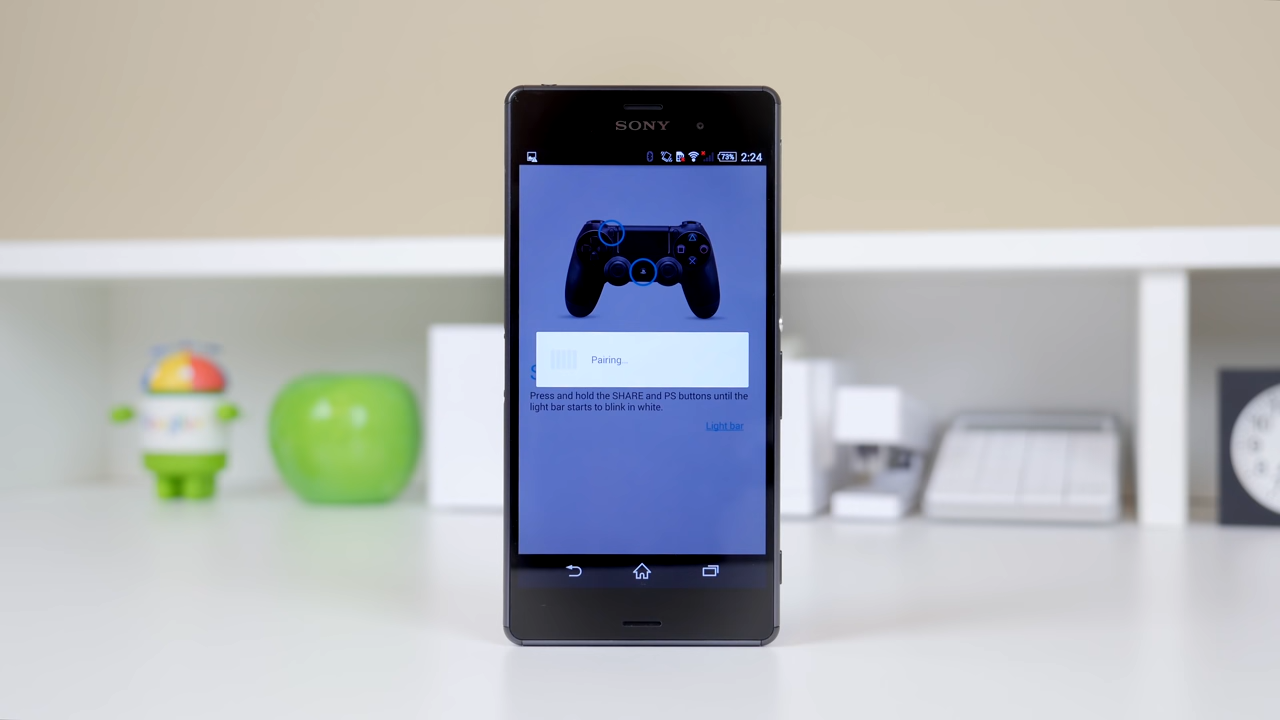 SONY
73%
2:24
Pairing...
Press and hold the SHARE and PS buttons until the
light bar starts to blink in white.
Light bar